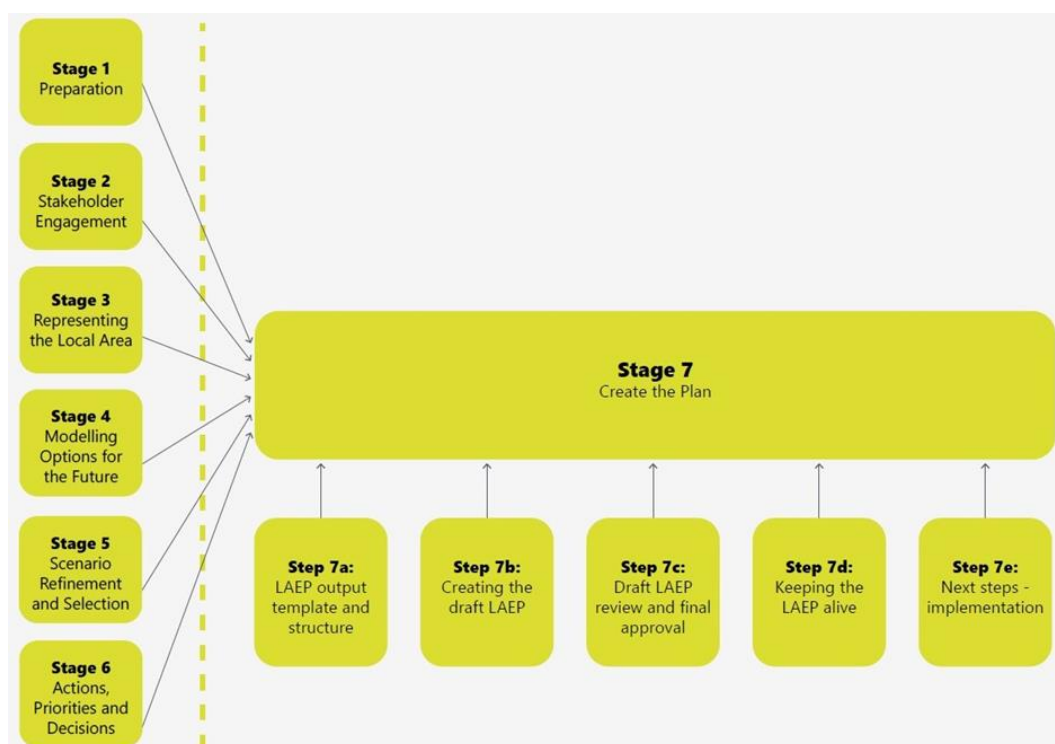 Stage 1
Preparation
Stage 2
Stakeholder
Engagement
Stage 3
Representing
the Local Area
Stage 4
Modelling
Options for
the Future
Stage 5
Scenario
Refinement
and Selection
Stage 6
Actions,
Priorities and
Decisions
Stage 7
Create the Plan
Step 7a:
LAEP output
template and
structure
Step 7b:
Creating the
draft LAEP
Step 7c:
Draft LAEP
review and final
approval
Step 7d:
Keeping the
LAEP alive
Step 7e:
Next steps -
implementation